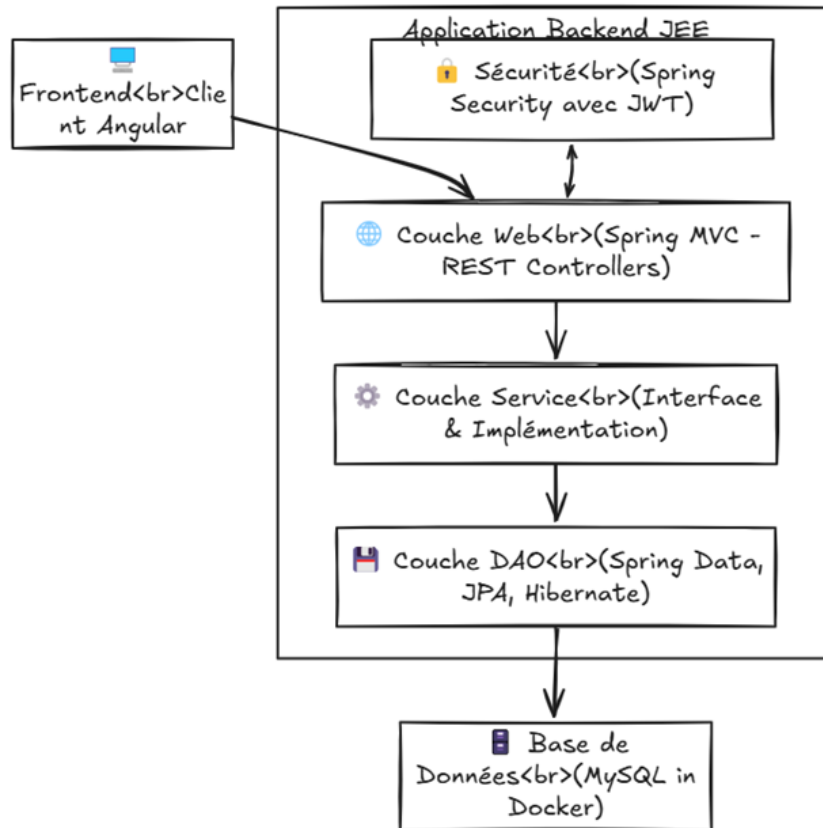 Application Backend JEE
Frontend<br>Clie
nt Angular
Sécurité<br>(Spring
Security avec JWT)
Couche Web<br>(Spring MVC -
REST Controllers)
Couche Service<br>(Interface
& Implémentation)
Couche DAO<br>(Spring Data,
JPA, Hibernate)
Base de
Données<br>(MySQL in
Docker)